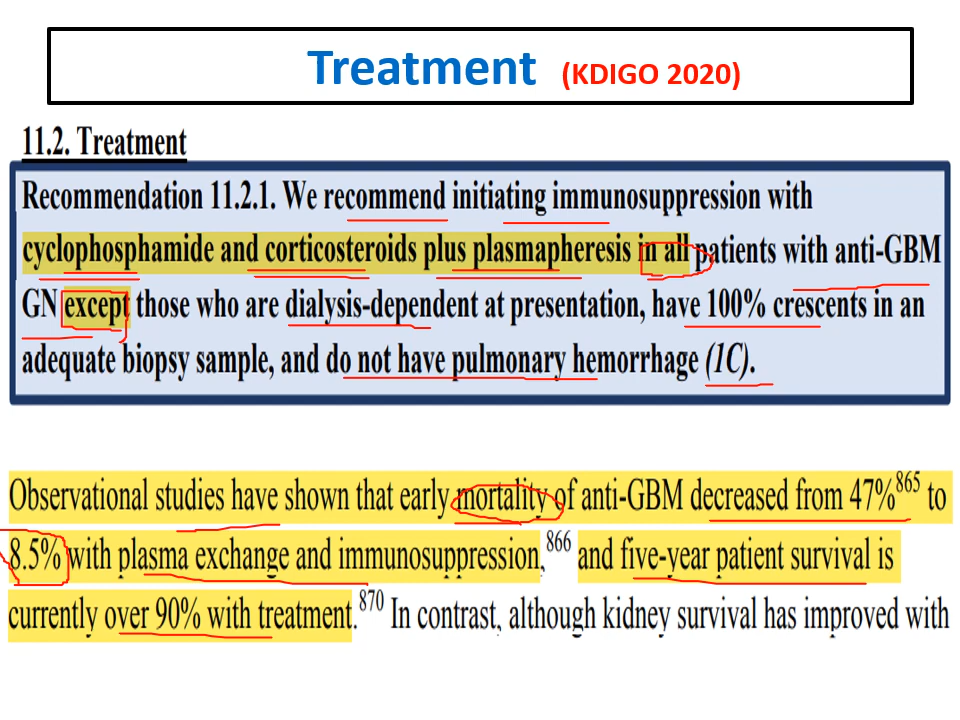 Treatment (KDIGO 2020)
11.2. Treatment
Recommendation 11.2.1. We recommend initiating immunosuppression with
cyclophosphamide and corticosteroids plus plasmapheresis in all patients with anti-GBM
GN except those who are dialysis-dependent at presentation, have 100% crescents in an
adequate biopsy sample, and do not have pulmonary hemorrhage (1C).
Observational studies have shown that early mortality of anti-GBM decreased from 47%865 to
8.5% with plasma exchange and immunosuppression,866 and five-year patient survival is
currently over 90% with treatment.870 In contrast, although kidney survival has improved with